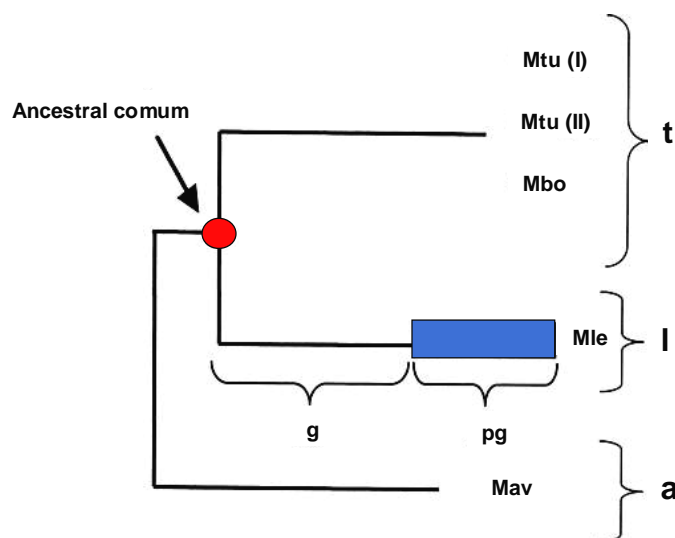 Mtu (I)
Ancestral comum
Mtu (II)
t
Mbo
Mle
l
g
pg
Mav
a